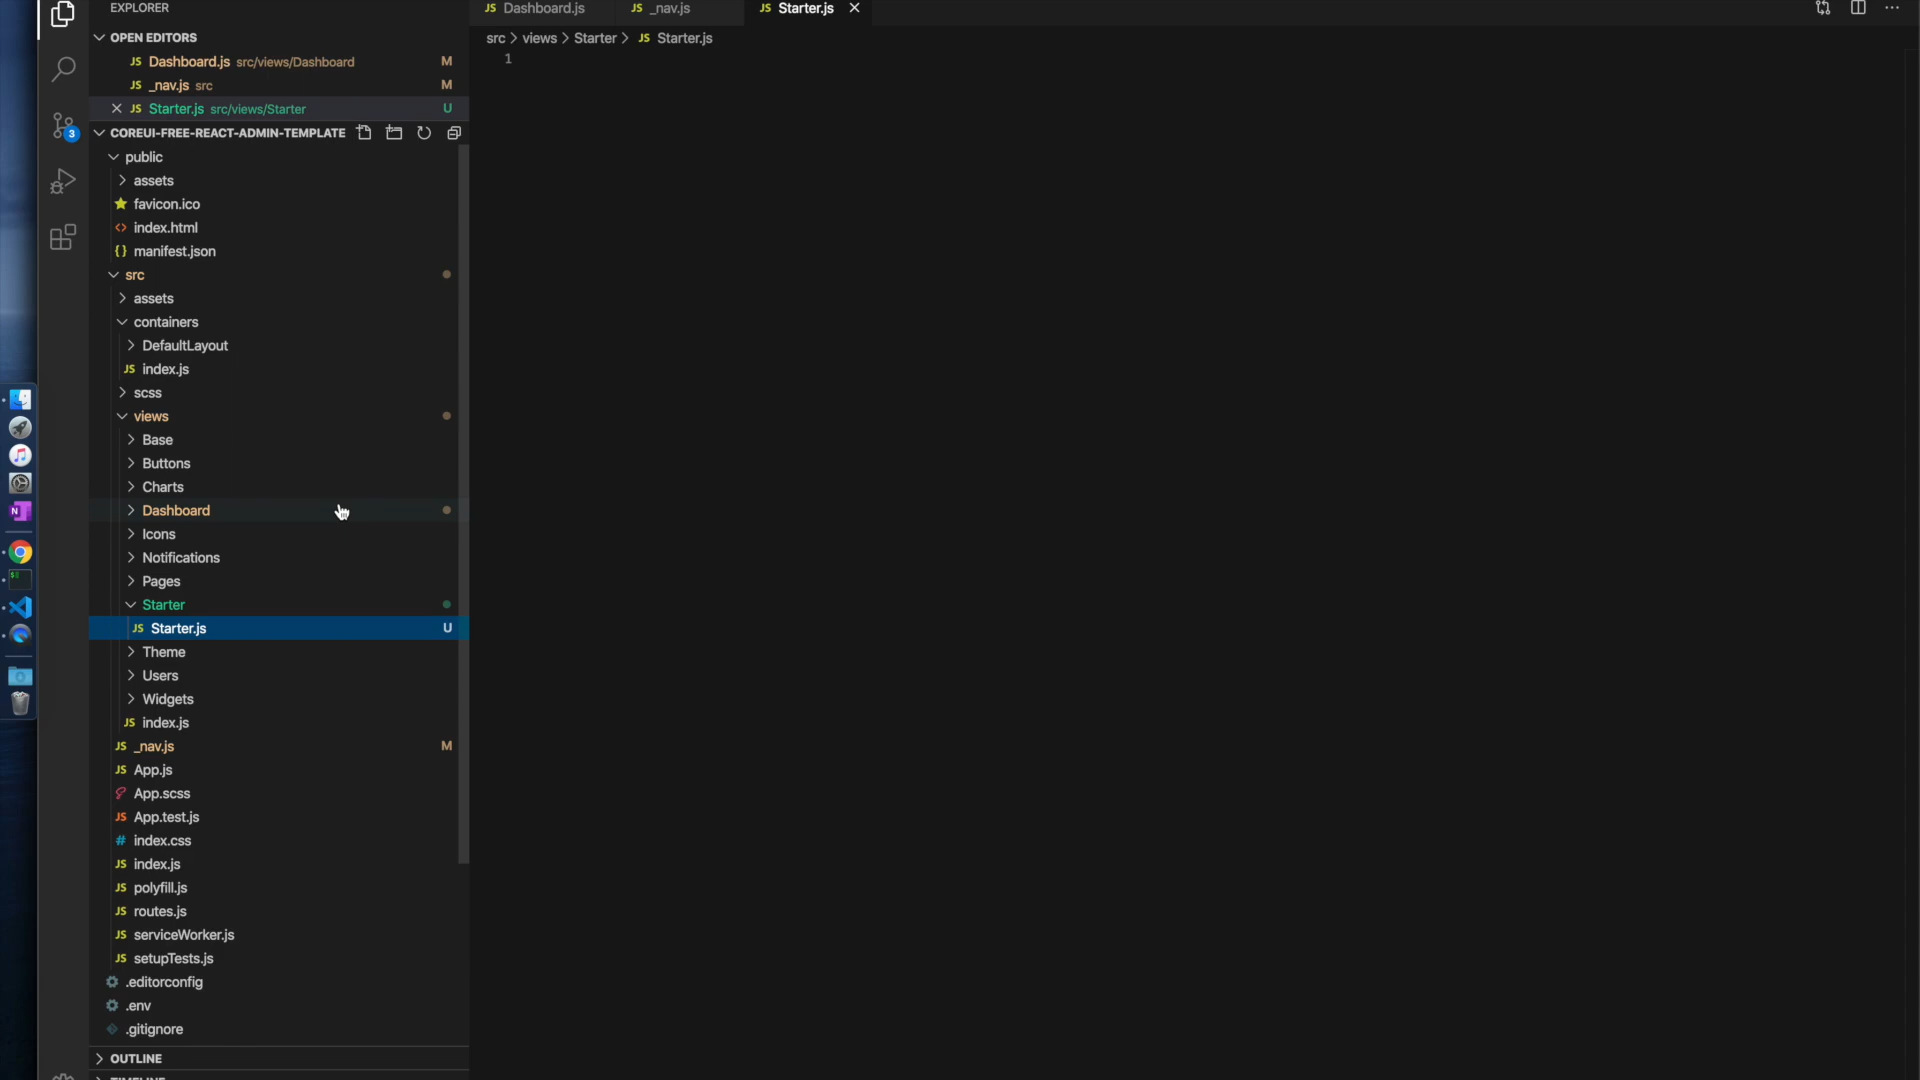 EXPLORER
Dashboard.js
_nav.js
Starter.js
OPEN EDITORS
src > views > Starter > JS Starter.js
JS Dashboard.js src/views/Dashboard M
1
JS _nav.js src M
JS Starter.js src/views/Starter U
3
COREUI-FREE-REACT-ADMIN-TEMPLATE
public
assets
favicon.ico
index.html
manifest.json
src
assets
containers
DefaultLayout
JS index.js
scss
views
Base
Buttons
Charts
Dashboard
Icons
Notifications
Pages
Starter
JS Starter.js U
Theme
Users
Widgets
JS index.js
JS _nav.js M
JS App.js
App.scss
JS App.test.js
# index.css
JS index.js
JS polyfill.js
JS routes.js
JS serviceWorker.js
JS setupTests.js
.editorconfig
.env
.gitignore
OUTLINE
TIMELINE